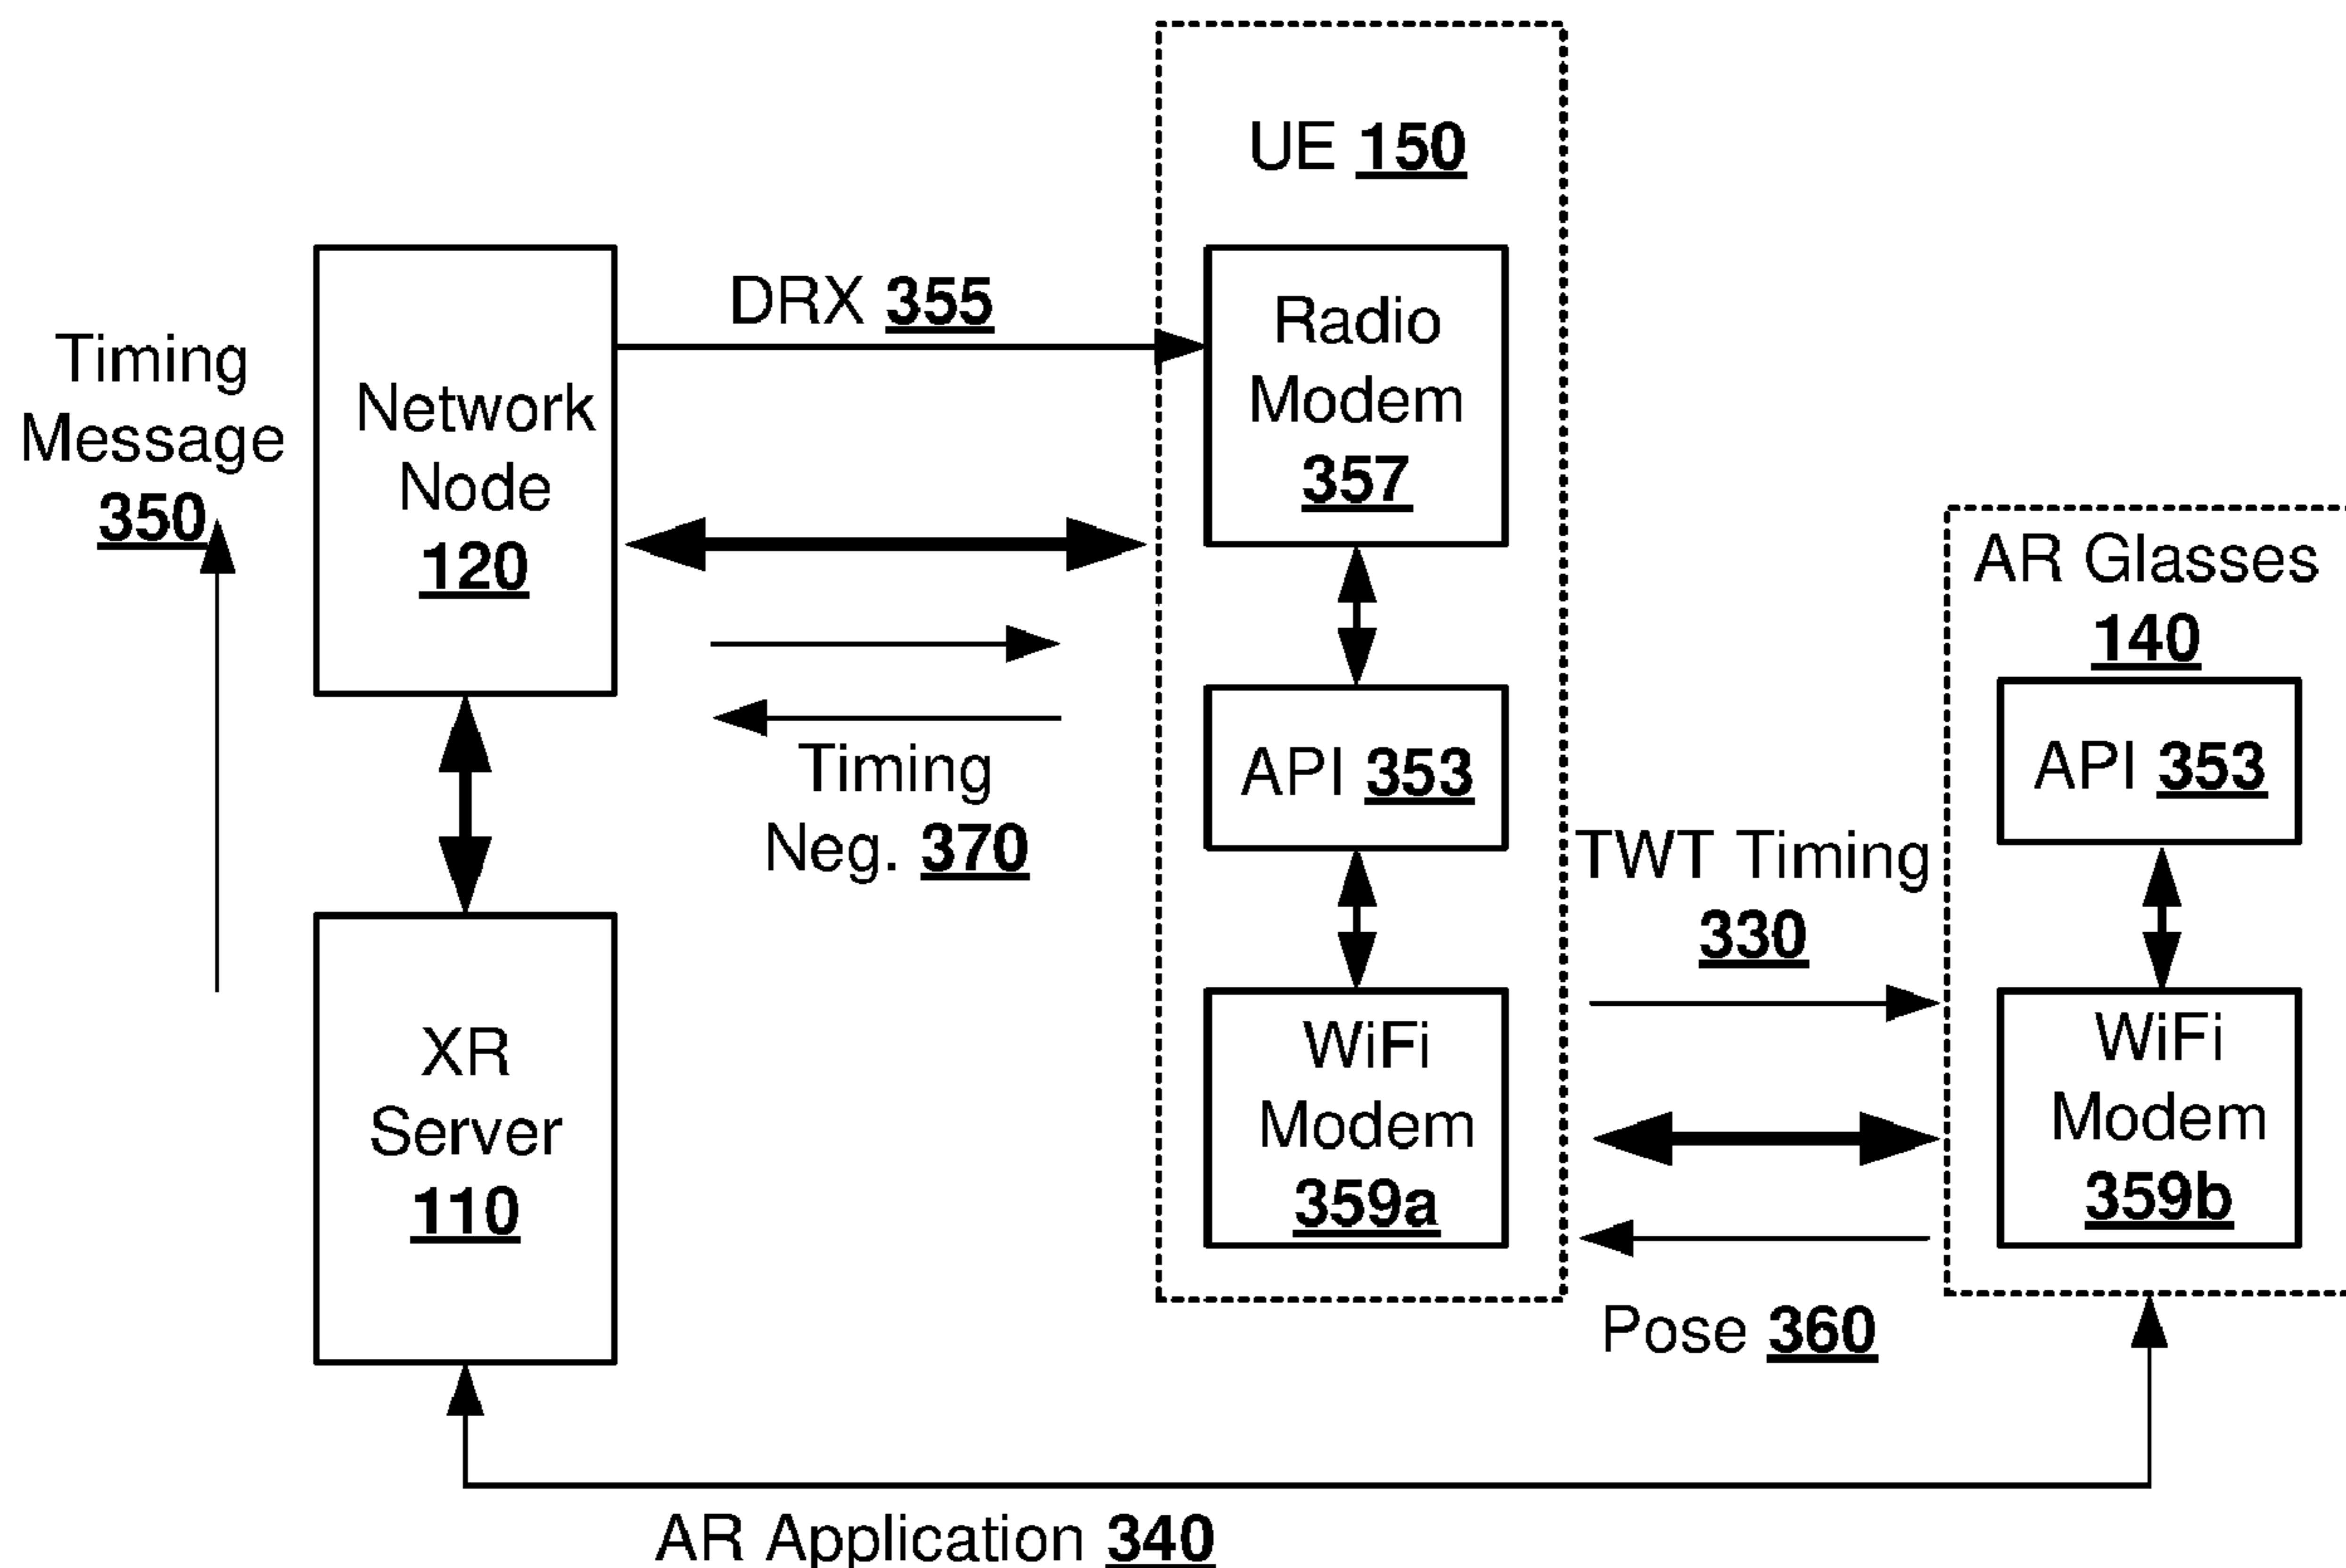 UE 150
DRX 355
Radio
Modem
357
Timing
Message
350
Network
Node
120
AR Glasses
140
Timing
Neg. 370
API 353
API 353
TWT Timing
330
XR
Server
110
WiFi
Modem
359a
WiFi
Modem
359b
Pose 360
AR Application 340